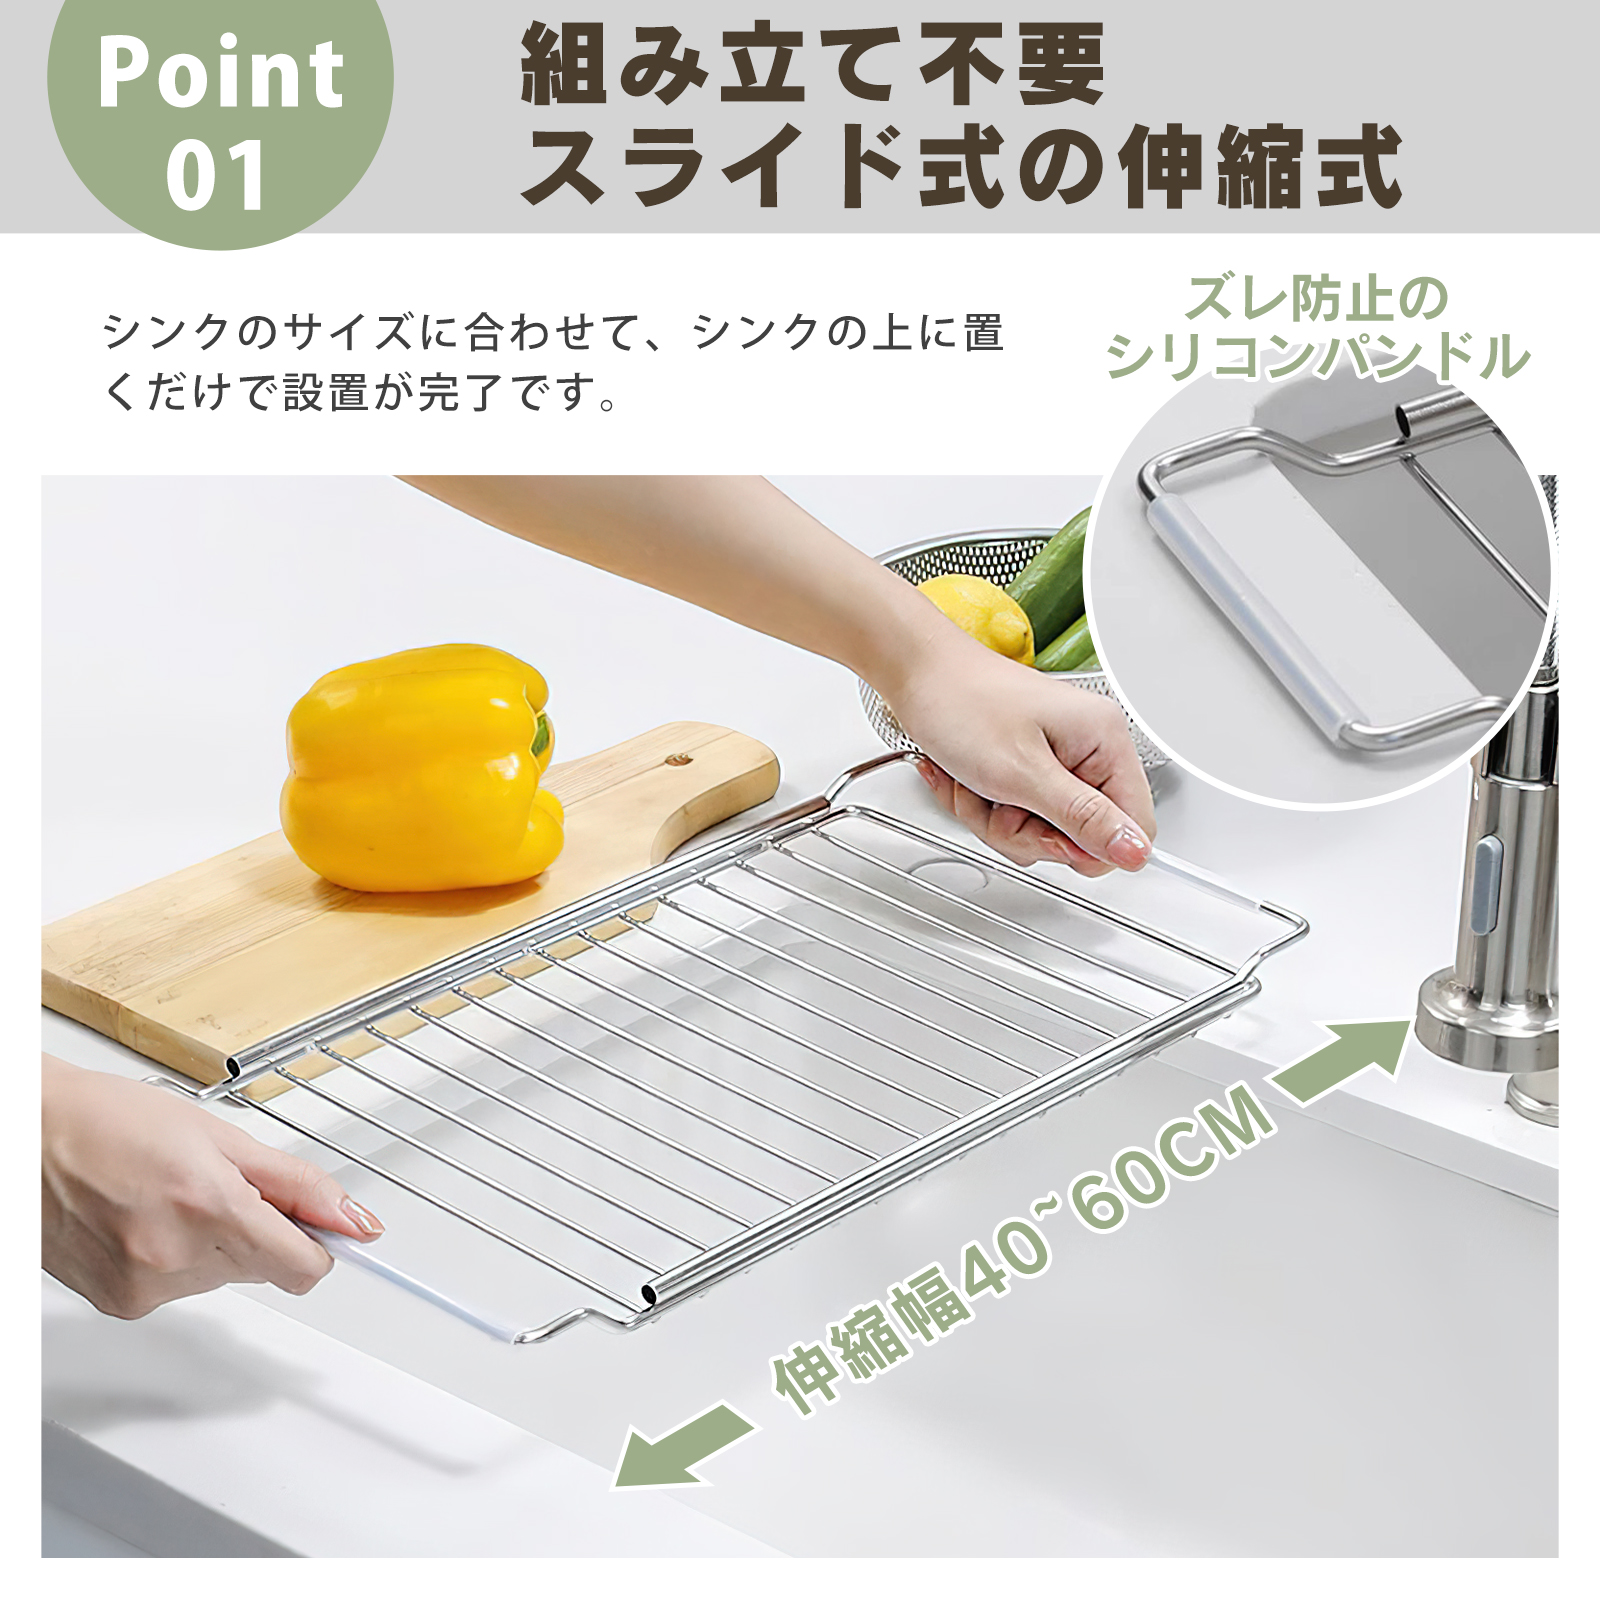 Point
01
組み立て不要
スライド式の伸縮式
シンクのサイズに合わせて、シンクの上に置
くだけで設置が完了です。
ズレ防止の
シリコンパンドル
伸縮幅40~60CM